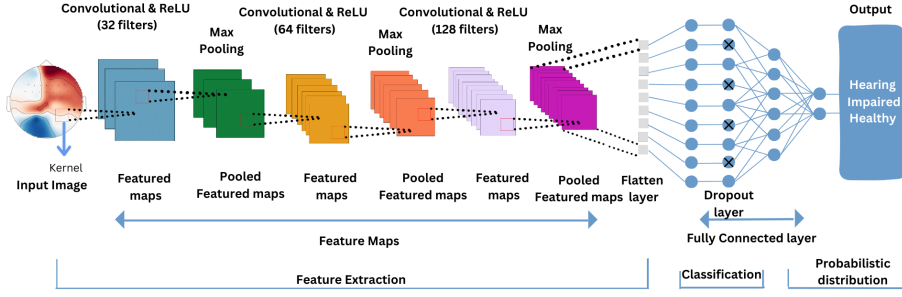 Convolutional & ReLU
(32 filters)
Max
Pooling
Convolutional & ReLU
(64 filters)
Max
Pooling
Convolutional & ReLU
(128 filters)
Max
Pooling
Output
Hearing
Impaired
Healthy
Kernel
Input Image
Featured
maps
Pooled
Featured maps
Featured
maps
Pooled
Featured maps
Featured
maps
Pooled
Featured maps
Flatten
layer
Dropout
layer
Fully Connected layer
Feature Maps
Feature Extraction
Classification
Probabilistic
distribution